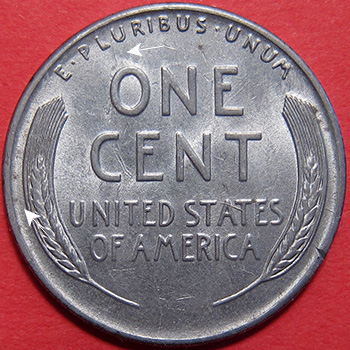 E·PLURIBUS·UNUM
ONE
CENT
UNITED STATES
OF AMERICA